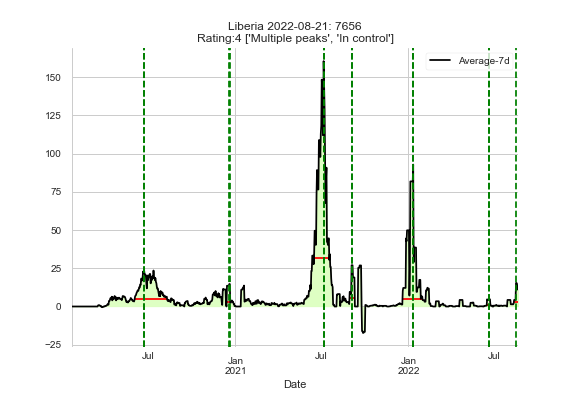 Liberia 2022-08-21: 7656
Rating:4 ['Multiple peaks', 'In control']
Average-7d
150
125
100
75
50
25
0
−25
Jul
Jan
2021
Jul
Jan
2022
Jul
Date